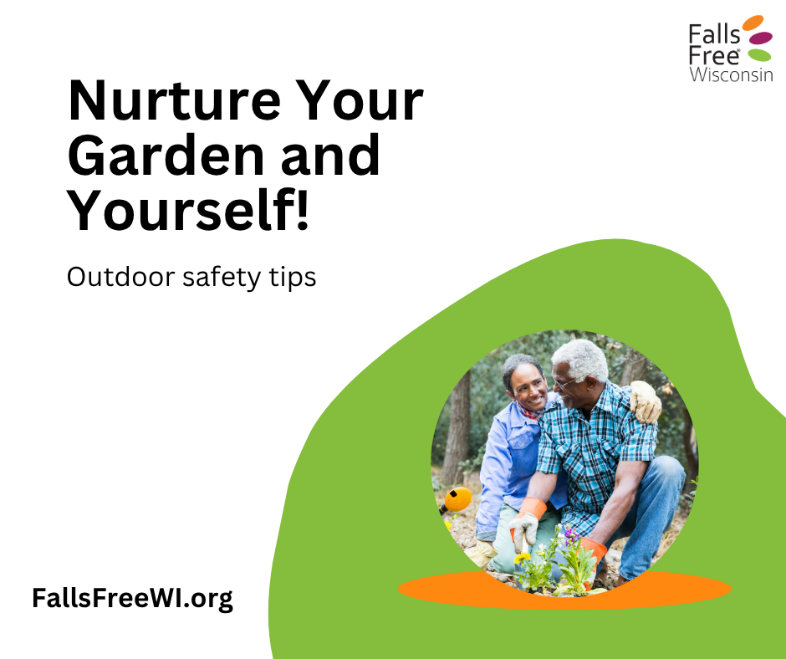 Falls
Free®
Wisconsin
Nurture Your
Garden and
Yourself!
Outdoor safety tips
FallsFreeWI.org